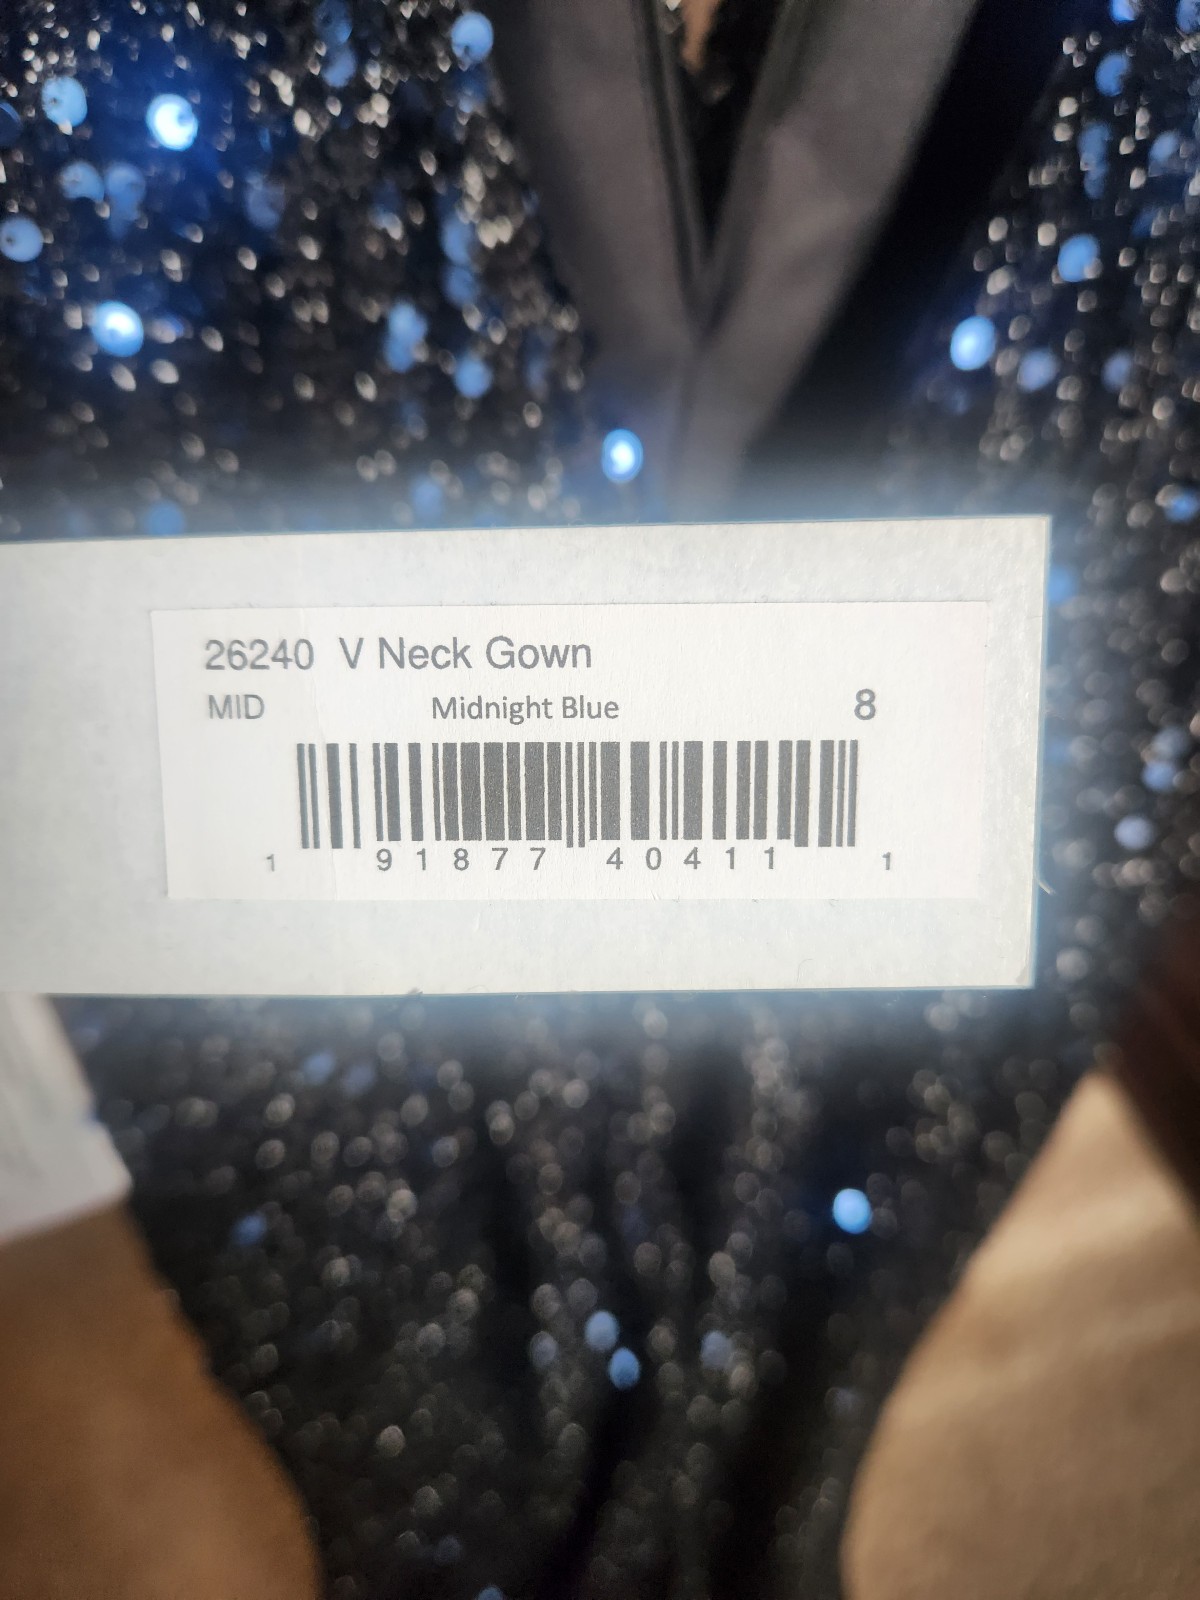 26240 V Neck Gown
MID Midnight Blue 8
1 91877 40411 1